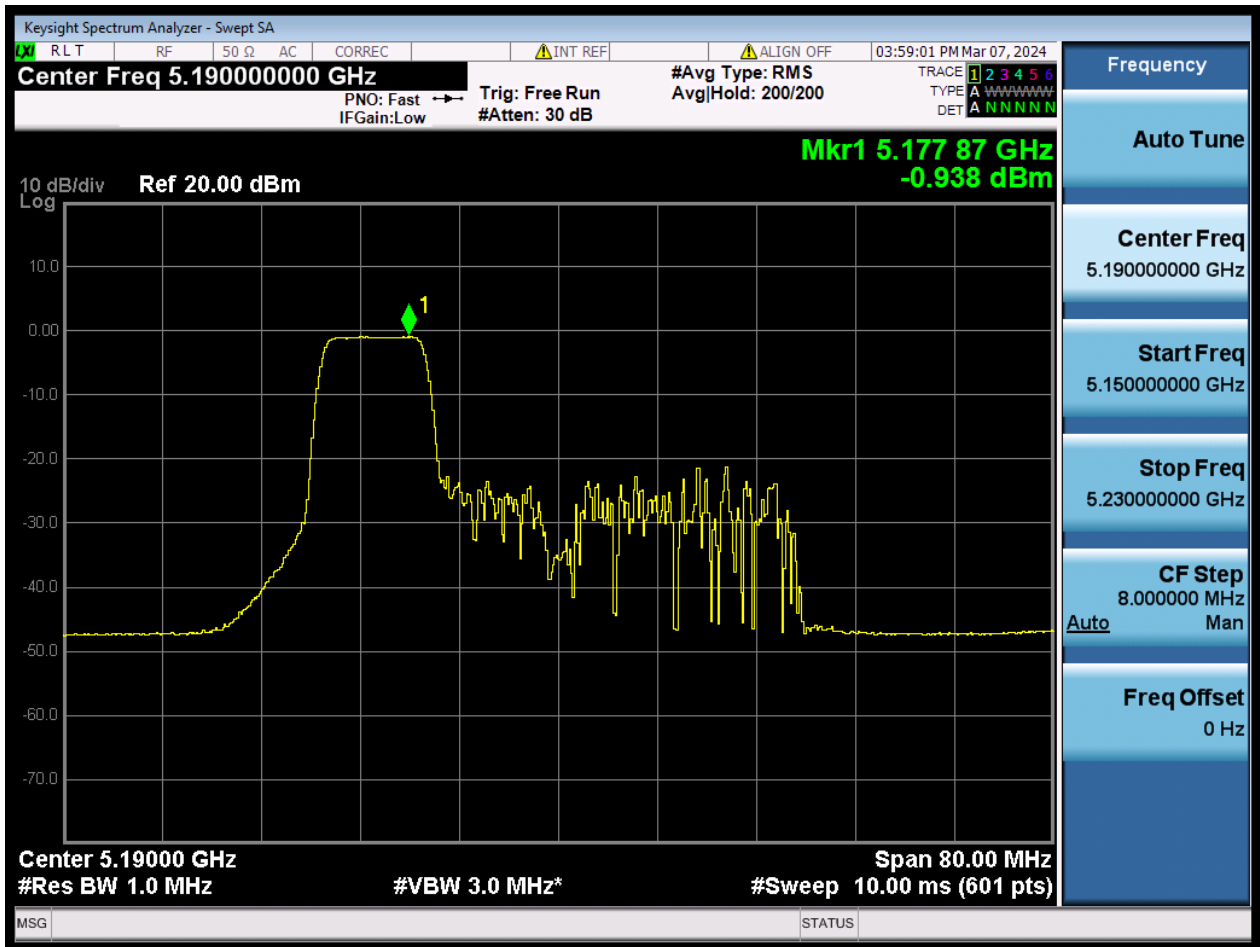 Keysight Spectrum Analyzer - Swept SA
LXI RLT RF 50 Ω AC CORREC INT REF ALIGN OFF 03:59:01 PM Mar 07, 2024
Center Freq 5.190000000 GHz
PNO: Fast
IFGain:Low
Trig: Free Run
#Atten: 30 dB
#Avg Type: RMS
Avg|Hold: 200/200
TRACE 1 2 3 4 5 6
TYPE A WWWWW
DET A N N N N N
Mkr1 5.177 87 GHz
-0.938 dBm
10 dB/div Ref 20.00 dBm
Log
1
10.0
0.00
-10.0
-20.0
-30.0
-40.0
-50.0
-60.0
-70.0
Center 5.19000 GHz Span 80.00 MHz
#Res BW 1.0 MHz #VBW 3.0 MHz* #Sweep 10.00 ms (601 pts)
MSG STATUS
Frequency
Auto Tune
Center Freq
5.190000000 GHz
Start Freq
5.150000000 GHz
Stop Freq
5.230000000 GHz
CF Step
8.000000 MHz
Auto Man
Freq Offset
0 Hz